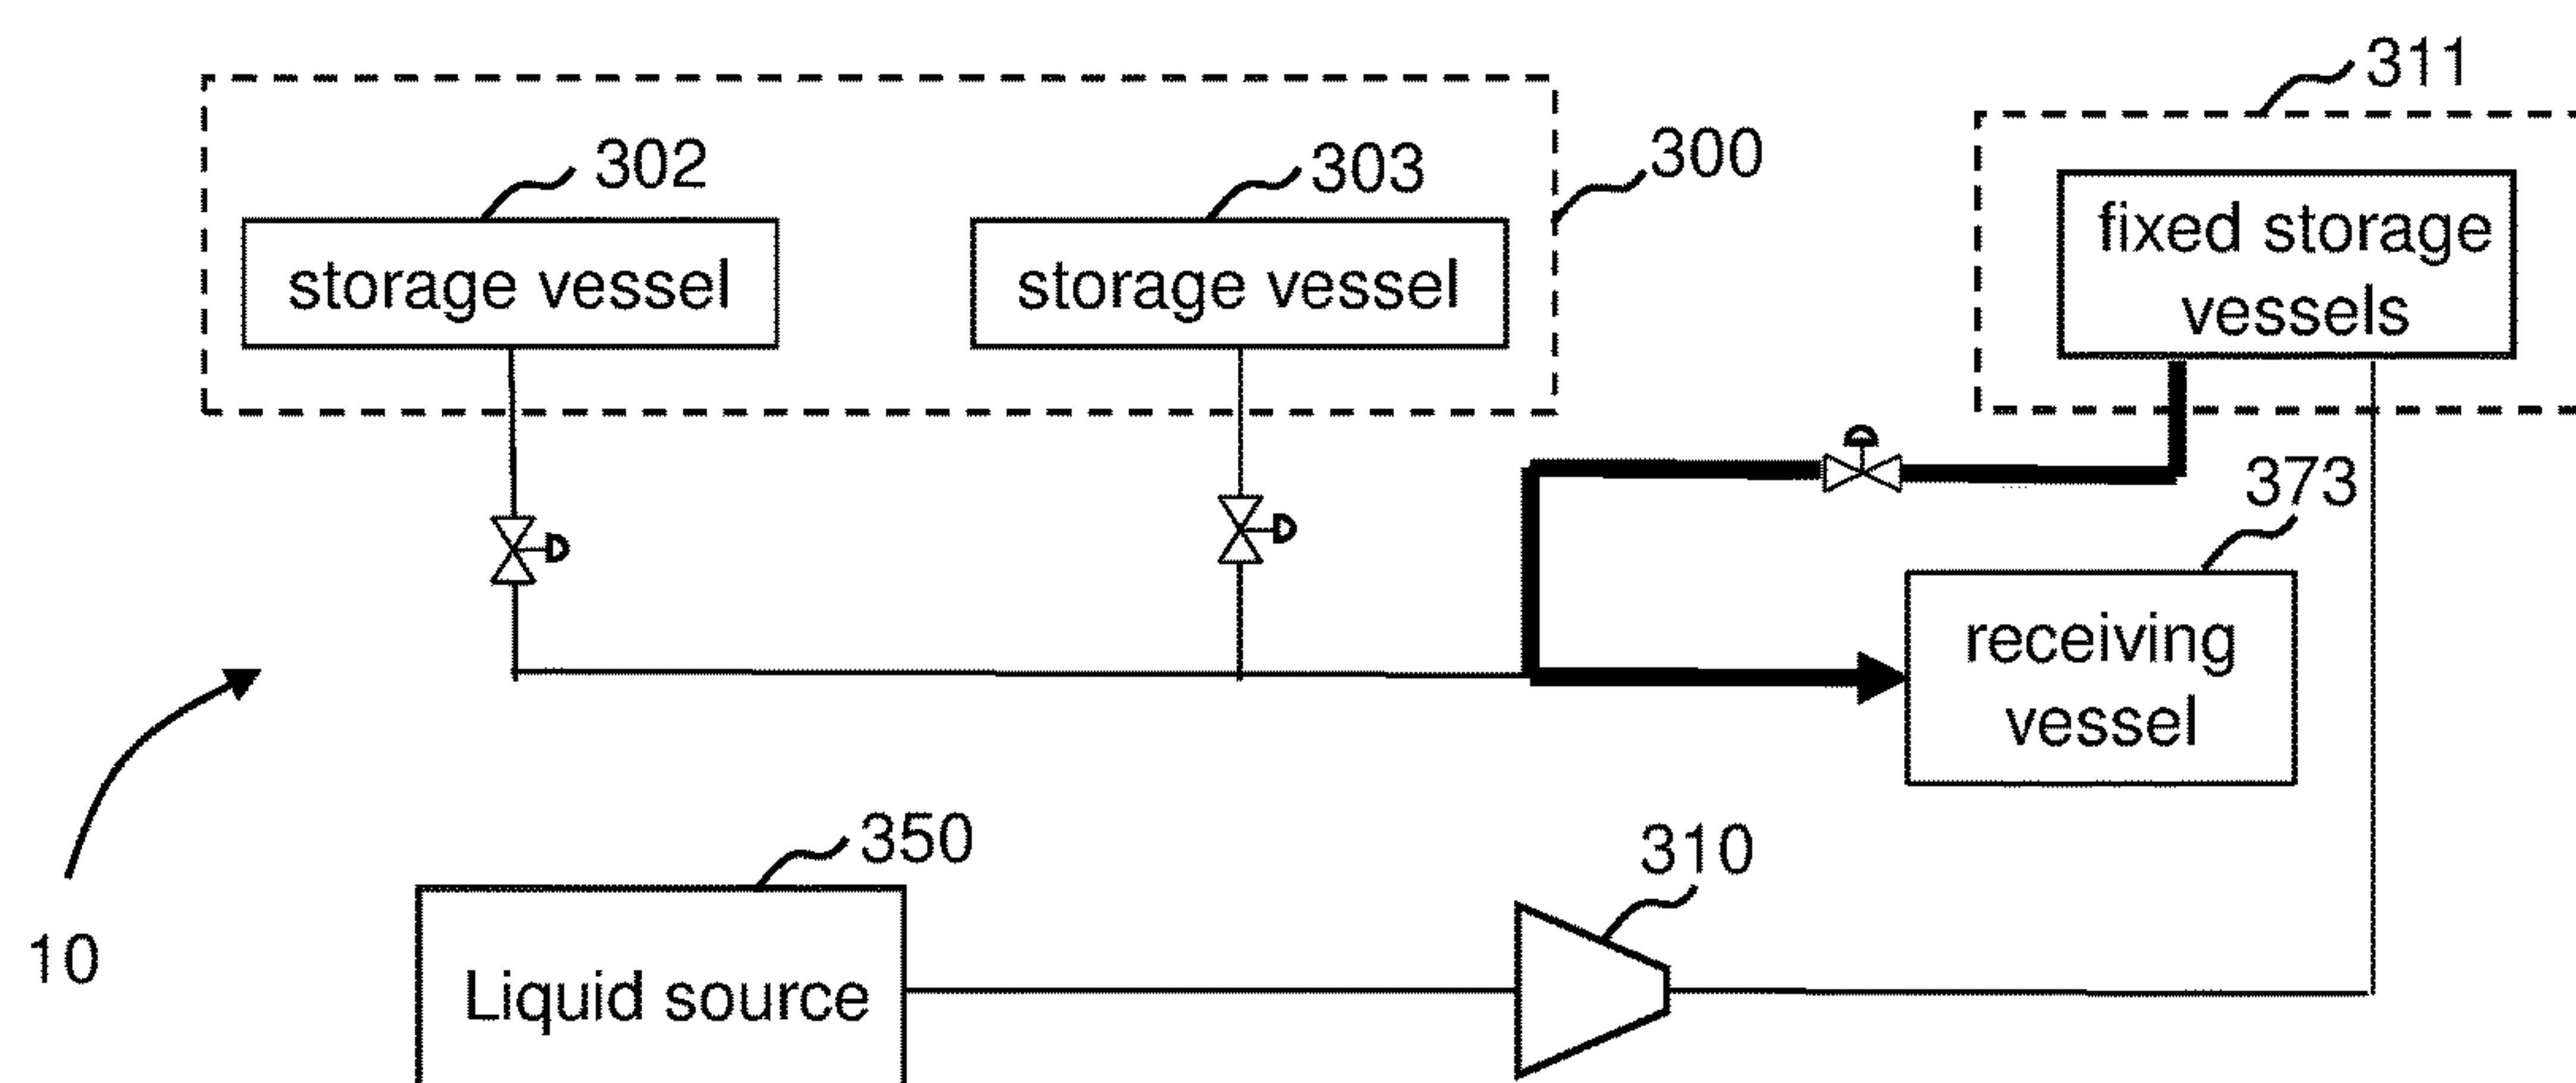 311
300
302
303
storage vessel
storage vessel
fixed storage
vessels
373
receiving
vessel
350
310
10
Liquid source